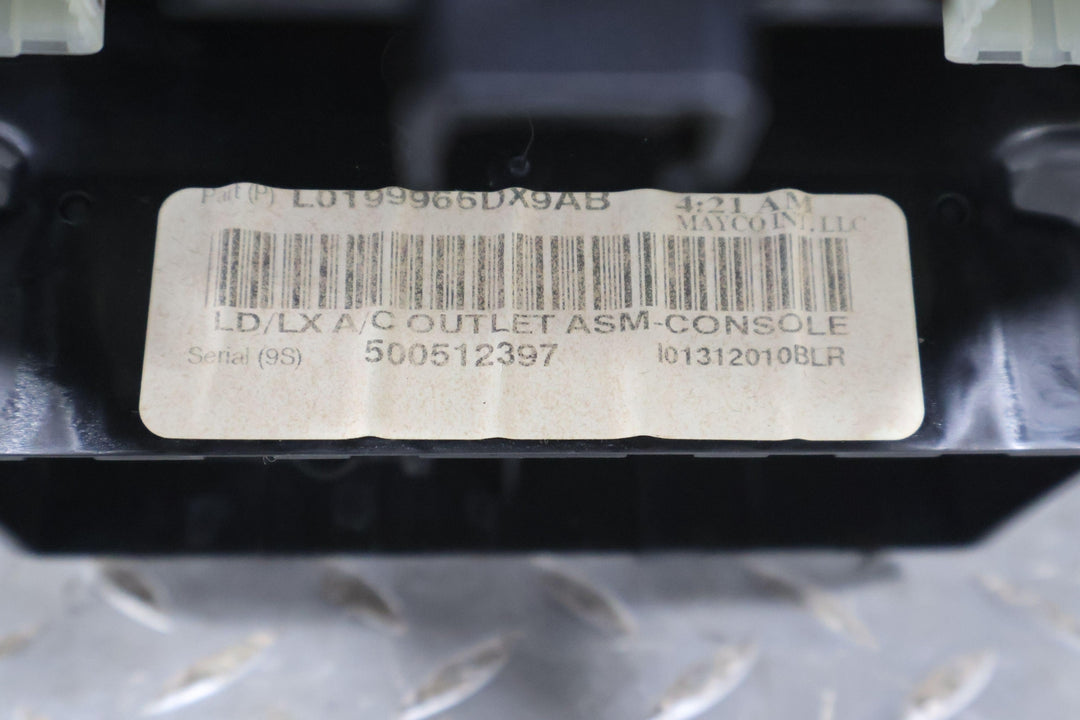 Part (P) L0199966DX9AB 4:21 AM
MAYCO INT. LLC
LD/LX A/C OUTLET ASM-CONSOLE
Serial (9S) 500512397 I01312010BLR